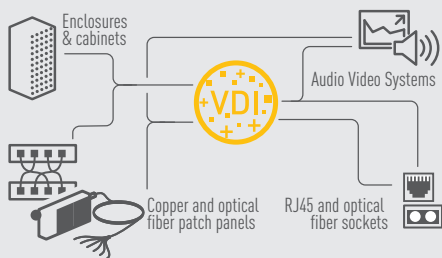 Enclosures
& cabinets
VDI
Audio Video Systems
Copper and optical
fiber patch panels
RJ45 and optical
fiber sockets